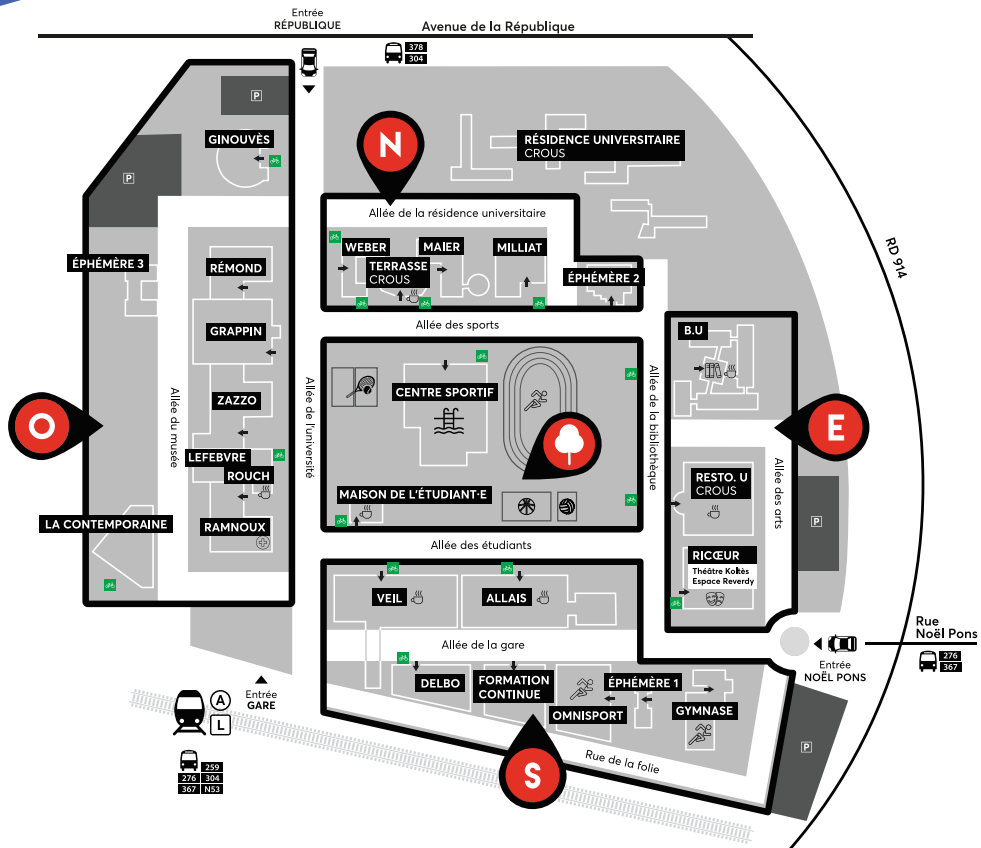 Entrée
RÉPUBLIQUE
Avenue de la République
378
304
P
GINOUVÈS
P
N
RÉSIDENCE UNIVERSITAIRE
CROUS
Allée de la résidence universitaire
WEBER
MAIER
MILLIAT
TERRASSE
CROUS
ÉPHÉMÈRE 2
RD 914
ÉPHÉMÈRE 3
RÉMOND
GRAPPIN
ZAZZO
LEFEBVRE
ROUCH
RAMNOUX
LA CONTEMPORAINE
O
Allée du musée
Allée de l'université
Allée des sports
CENTRE SPORTIF
MAISON DE L'ÉTUDIANT·E
Allée de la bibliothèque
B.U
E
RESTO. U
CROUS
Allée des arts
P
RICŒUR
Théâtre Koltès
Espace Reverdy
Allée des étudiants
VEIL
ALLAIS
Allée de la gare
DELBO
FORMATION
CONTINUE
OMNISPORT
ÉPHÉMÈRE 1
GYMNASE
Rue
Noël Pons
276
367
Entrée
NOËL PONS
P
Rue de la folie
S
Entrée
GARE
A
L
259
276 304
367 N53